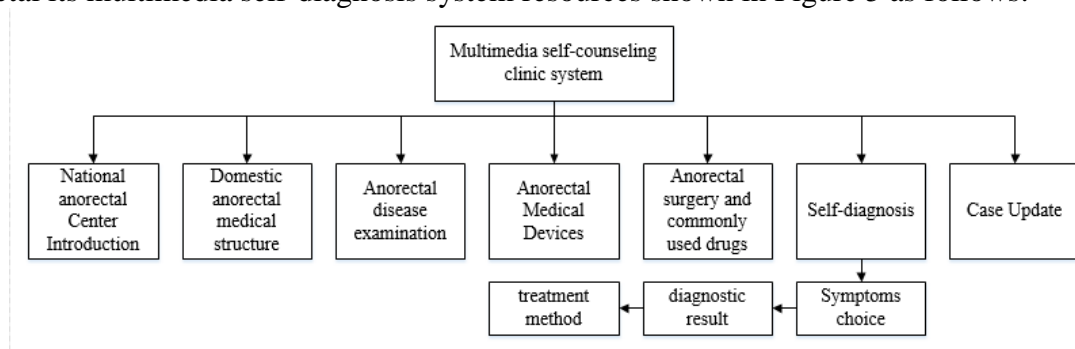 etal its multimedia self-diagnosis system resources shown in Figure 3 as follows:
Multimedia self-counseling
clinic system
National
anorectal
Center
Introduction
Domestic
anorectal
medical
structure
Anorectal
disease
examination
Anorectal
Medical
Devices
Anorectal
surgery and
commonly
used drugs
Self-diagnosis
Case Update
treatment
method
diagnostic
result
Symptoms
choice